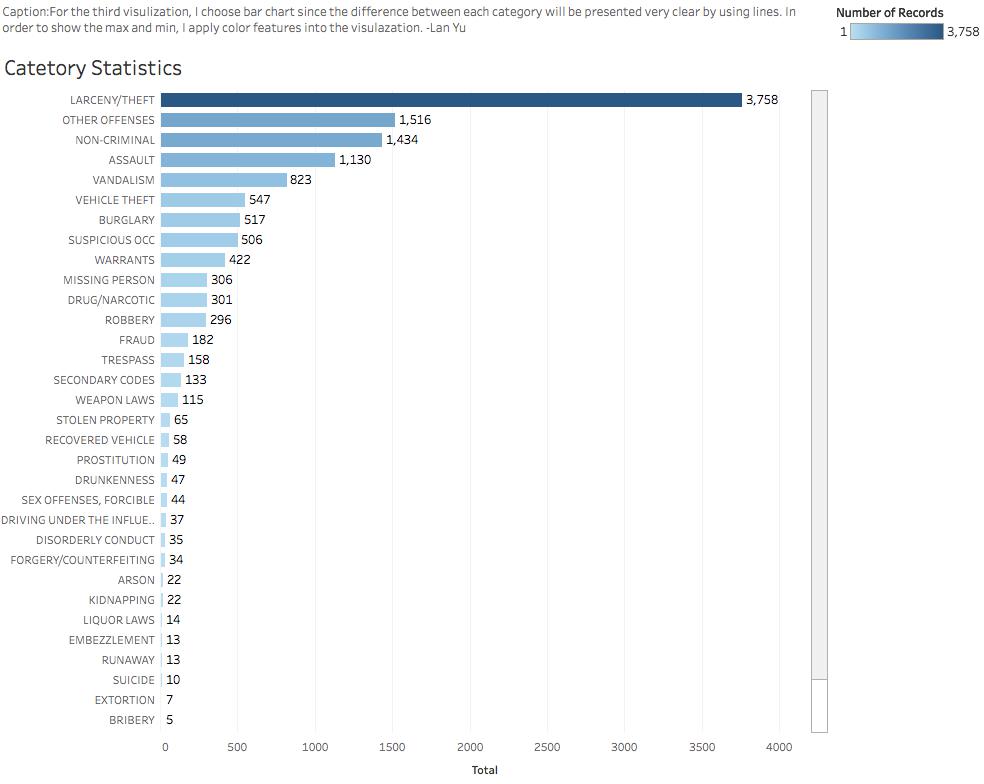 Caption:For the third visulization, I choose bar chart since the difference between each category will be presented very clear by using lines. In
order to show the max and min, I apply color features into the visulazation. -Lan Yu
Number of Records
1 3,758
Catetory Statistics
LARCENY/THEFT 3,758
OTHER OFFENSES 1,516
NON-CRIMINAL 1,434
ASSAULT 1,130
VANDALISM 823
VEHICLE THEFT 547
BURGLARY 517
SUSPICIOUS OCC 506
WARRANTS 422
MISSING PERSON 306
DRUG/NARCOTIC 301
ROBBERY 296
FRAUD 182
TRESPASS 158
SECONDARY CODES 133
WEAPON LAWS 115
STOLEN PROPERTY 65
RECOVERED VEHICLE 58
PROSTITUTION 49
DRUNKENNESS 47
SEX OFFENSES, FORCIBLE 44
DRIVING UNDER THE INFLUE.. 37
DISORDERLY CONDUCT 35
FORGERY/COUNTERFEITING 34
ARSON 22
KIDNAPPING 22
LIQUOR LAWS 14
EMBEZZLEMENT 13
RUNAWAY 13
SUICIDE 10
EXTORTION 7
BRIBERY 5
0 500 1000 1500 2000 2500 3000 3500 4000
Total